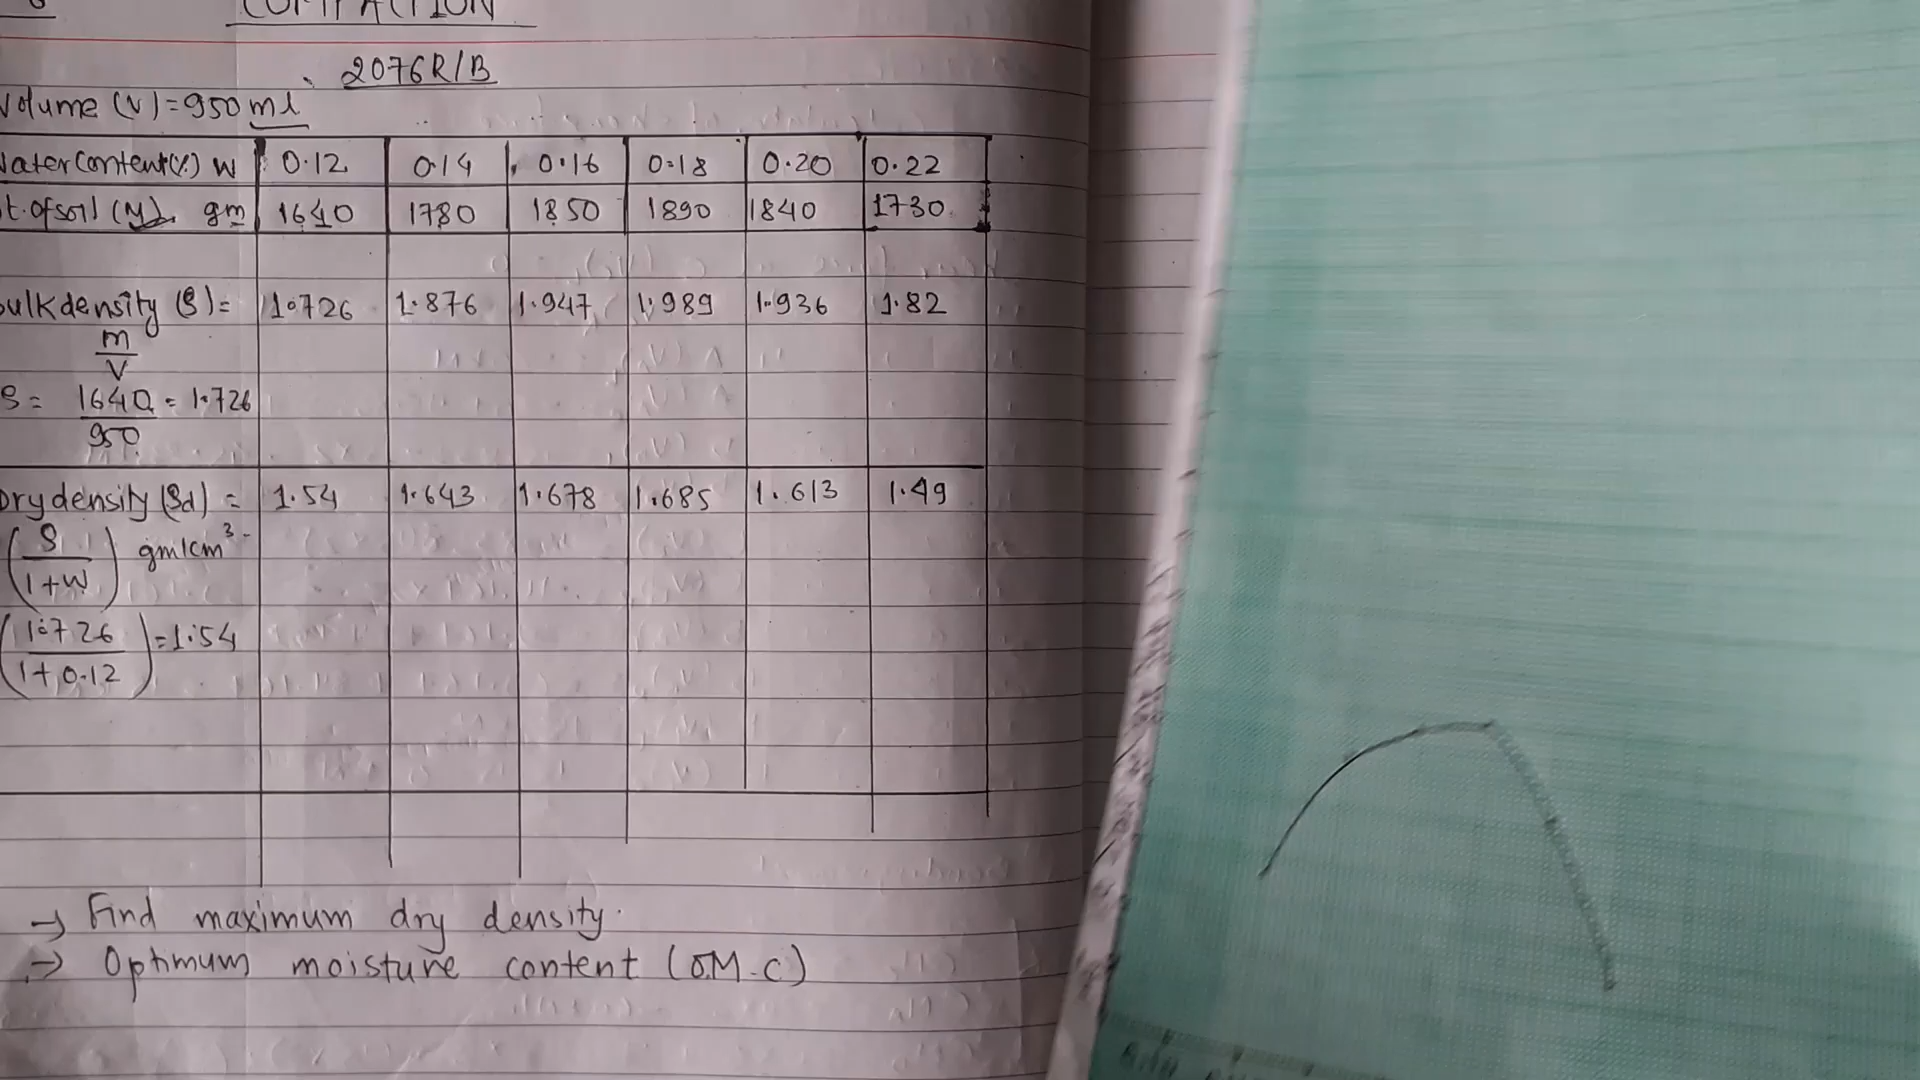 COMPACTION
2076R/B
Volume (V)=950ml
Water Content(%) w 0.12 0.14 0.16 0.18 0.20 0.22
t. of soil (M) gm 1640 1780 1850 1890 1840 1730
bulk density (ρ)= 1.726 1.876 1.947 1.989 1.936 1.82
m
V
ρ= 1640 = 1.726
950
Dry density (ρd) = 1.54 1.643 1.678 1.685 1.613 1.49
(ρ / 1+w) gm/cm³
(1.726 / 1+0.12) = 1.54
→ Find maximum dry density.
→ Optimum moisture content (O.M.C)